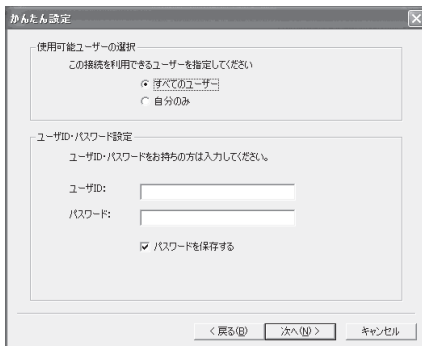 かんたん設定
使用可能ユーザーの選択
この接続を利用できるユーザーを指定してください
すべてのユーザー
自分のみ
ユーザID・パスワード設定
ユーザID・パスワードをお持ちの方は入力してください。
ユーザID:
パスワード:
パスワードを保存する
< 戻る(B) 次へ(N) > キャンセル